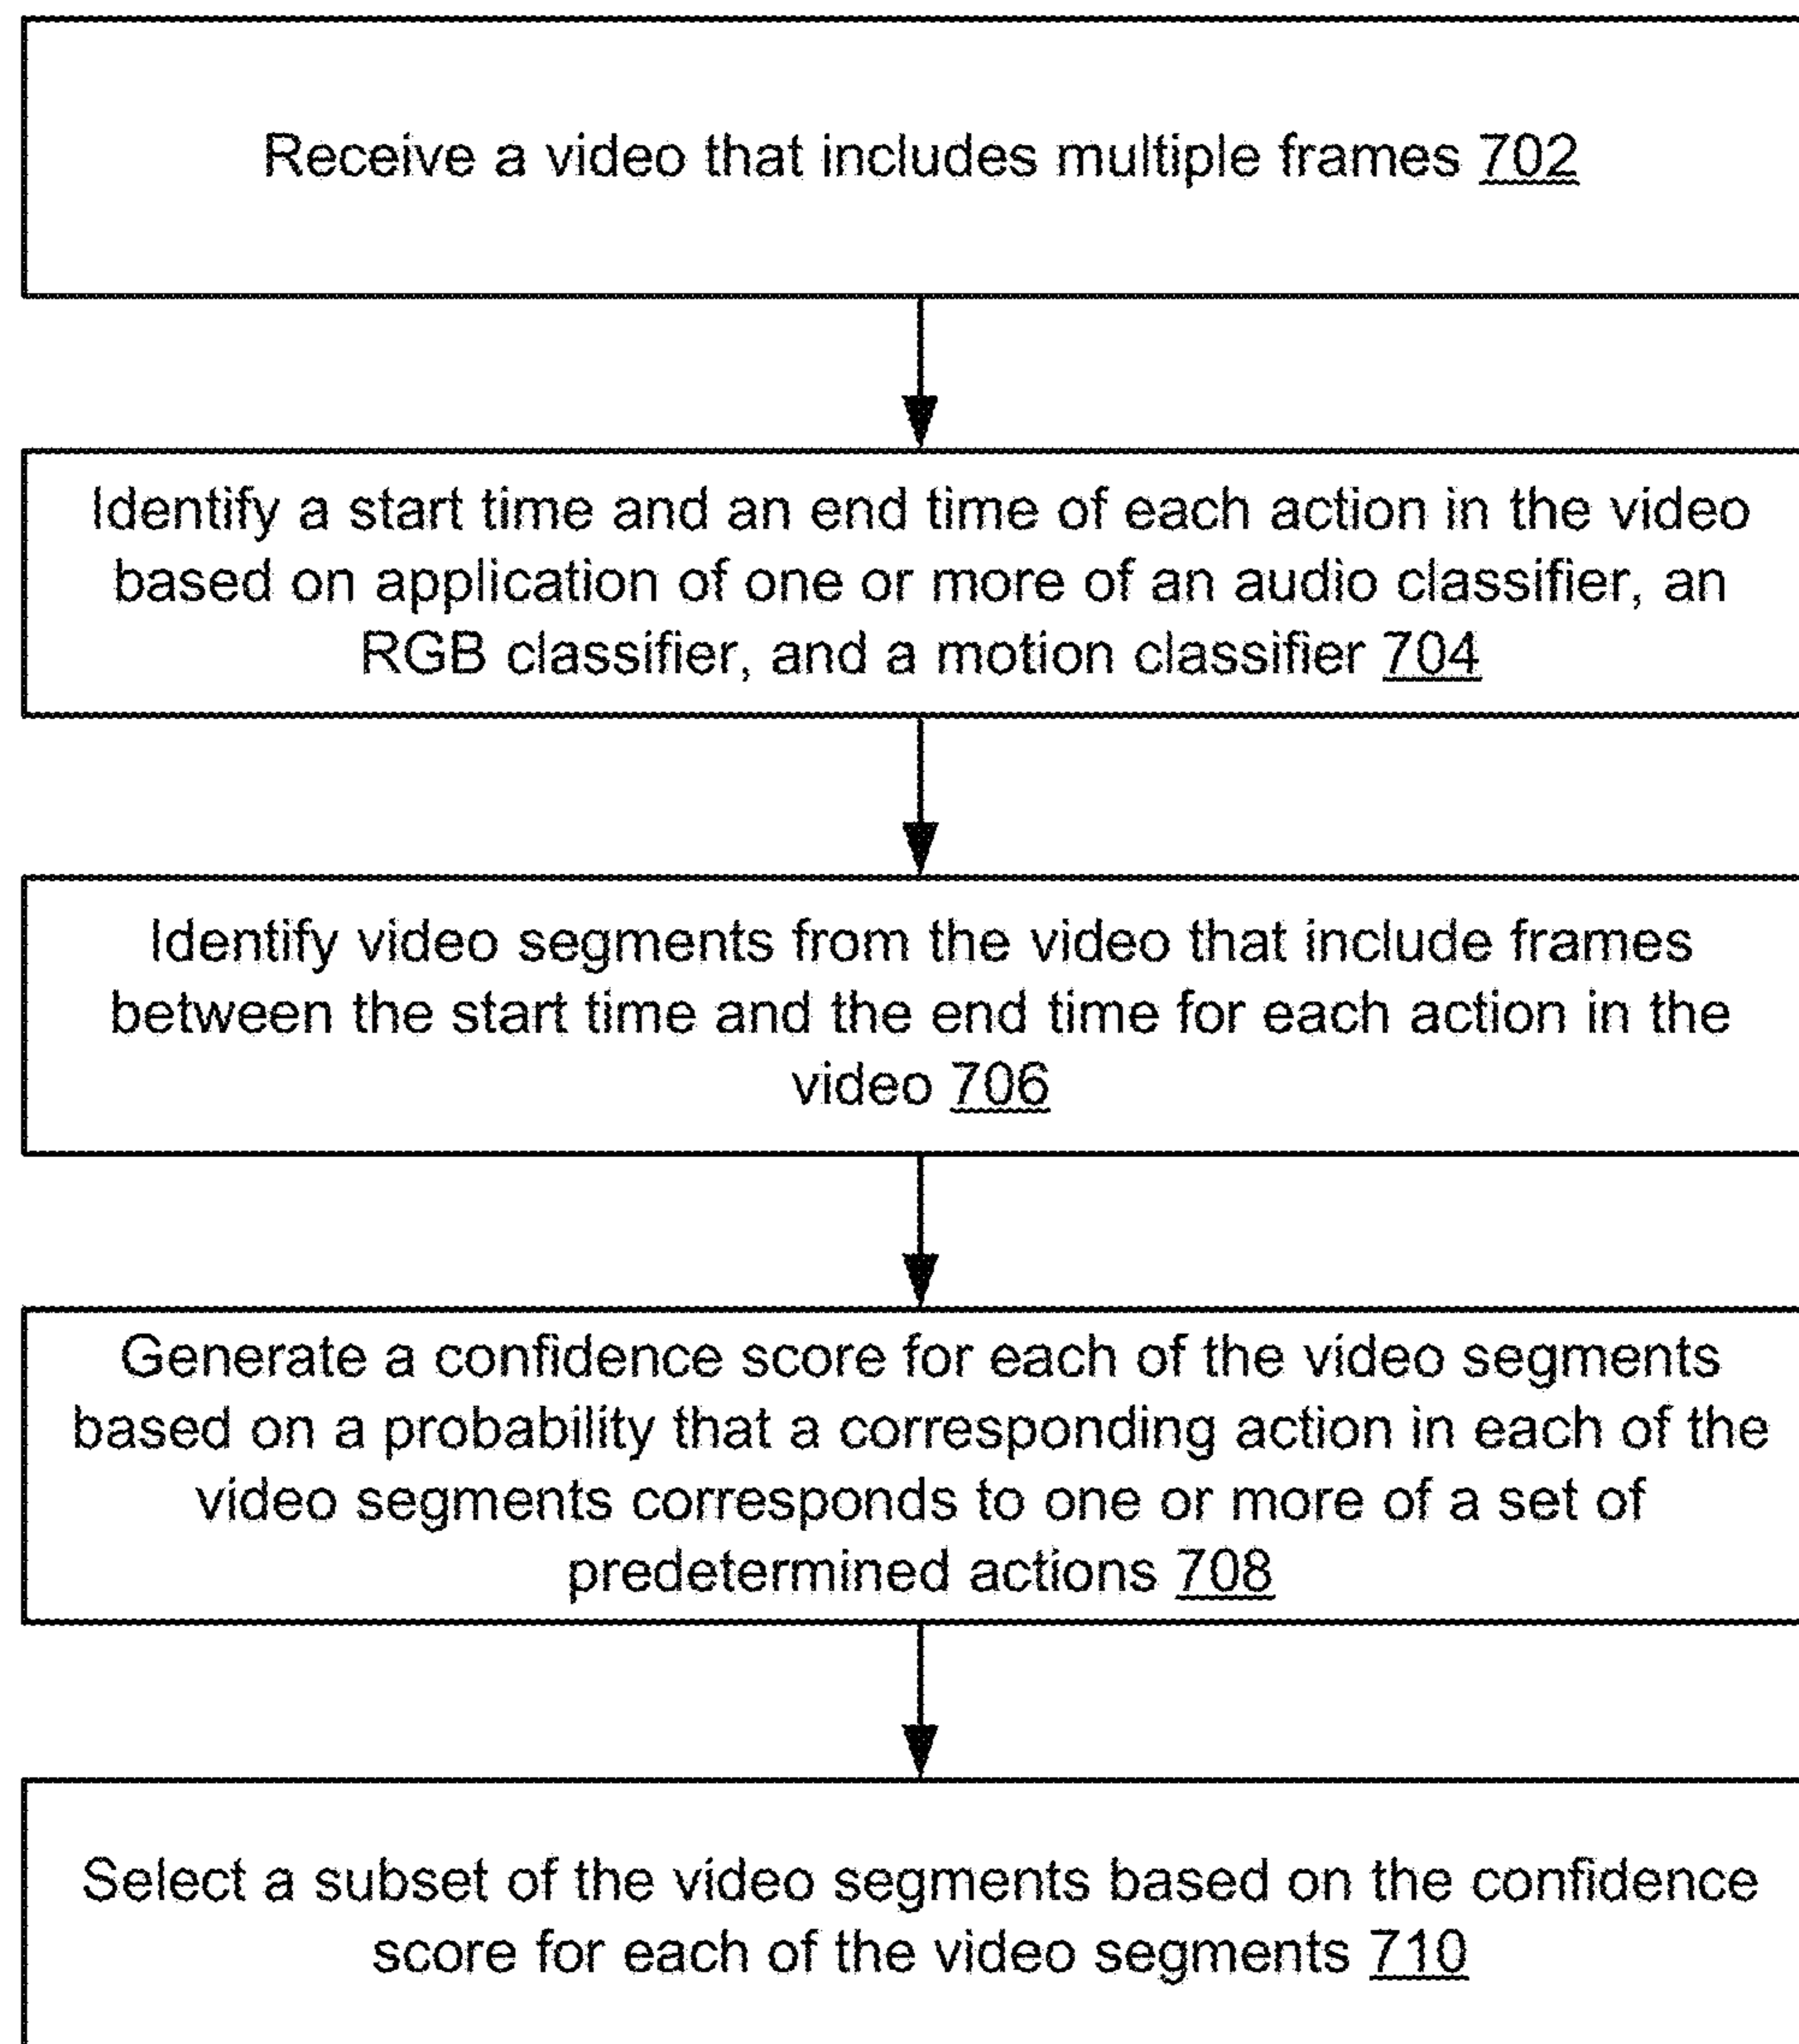 Receive a video that includes multiple frames 702
Identify a start time and an end time of each action in the video
based on application of one or more of an audio classifier, an
RGB classifier, and a motion classifier 704
Identify video segments from the video that include frames
between the start time and the end time for each action in the
video 706
Generate a confidence score for each of the video segments
based on a probability that a corresponding action in each of the
video segments corresponds to one or more of a set of
predetermined actions 708
Select a subset of the video segments based on the confidence
score for each of the video segments 710